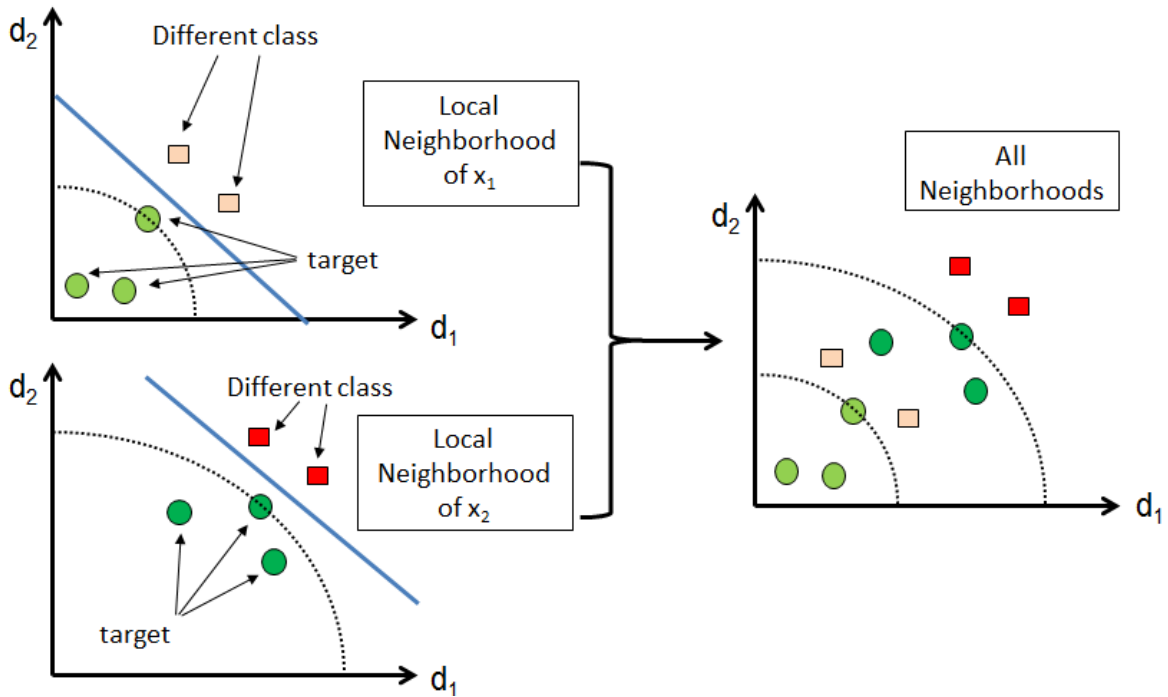 d2
Different class
Local
Neighborhood
of x1
target
d1
d2
Different class
Local
Neighborhood
of x2
target
d1
All
Neighborhoods
d2
d1